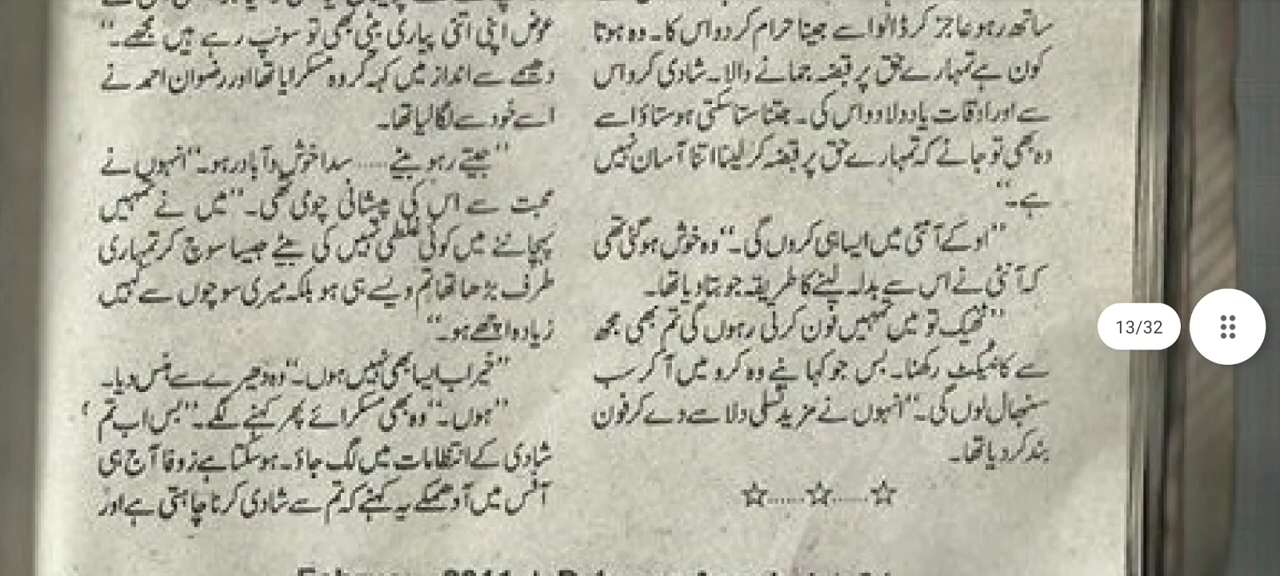 ساتھ رہو عاجز کر ڈالو اسے جینا حرام کر دو اس کا۔ وہ ہوتا
کون ہے تمہارے حق پر قبضہ جمانے والا۔ شادی کرو اس
سے اور اوقات یاد دلا دو اس کی۔ جتنا ستا سکتی ہو ستاؤ اسے
وہ بھی تو جانے کہ تمہارے حق پر قبضہ کر لینا اتنا آسان نہیں
ہے۔“
”اوکے آنٹی میں ایسا ہی کروں گی۔“ وہ خوش ہو گئی تھی
کہ آنٹی نے اس سے بدلہ لینے کا طریقہ جو بتا دیا تھا۔
”ٹھیک تو میں تمہیں فون کرتی رہوں گی تم بھی مجھ
سے کانٹیکٹ رکھنا۔ بس جو کہا ہے وہ کرو میں آ کر سب
سنبھال لوں گی۔“ انہوں نے مزید تسلی دلاسے دے کر فون
بند کر دیا تھا۔
☆......☆......☆
عوض اپنی اتنی پیاری بیٹی بھی تو سونپ رہے ہیں مجھے۔“
دھیمے سے انداز میں کہہ کر وہ مسکرایا تھا اور رضوان احمد نے
اسے خود سے لگا لیا تھا۔
”جیتے رہو بیٹے ..... سدا خوش و آباد رہو۔“ انہوں نے
محبت سے اس کی پیشانی چومی تھی۔ ”میں نے تمہیں
پہچاننے میں کوئی غلطی نہیں کی بیٹے جیسا سوچ کر تمہاری
طرف بڑھا تھا تم ویسے ہی ہو بلکہ میری سوچوں سے کہیں
زیادہ اچھے ہو۔“
”خیر اب ایسا بھی نہیں ہوں۔“ وہ دھیرے سے ہنس دیا۔
”ہوں۔“ وہ بھی مسکرائے پھر کہنے لگے۔ ”بس اب تم
شادی کے انتظامات میں لگ جاؤ۔ ہو سکتا ہے زوفا آج ہی
آفس میں آ دھمکے یہ کہنے کہ تم سے شادی کرنا چاہتی ہے اور
13/32